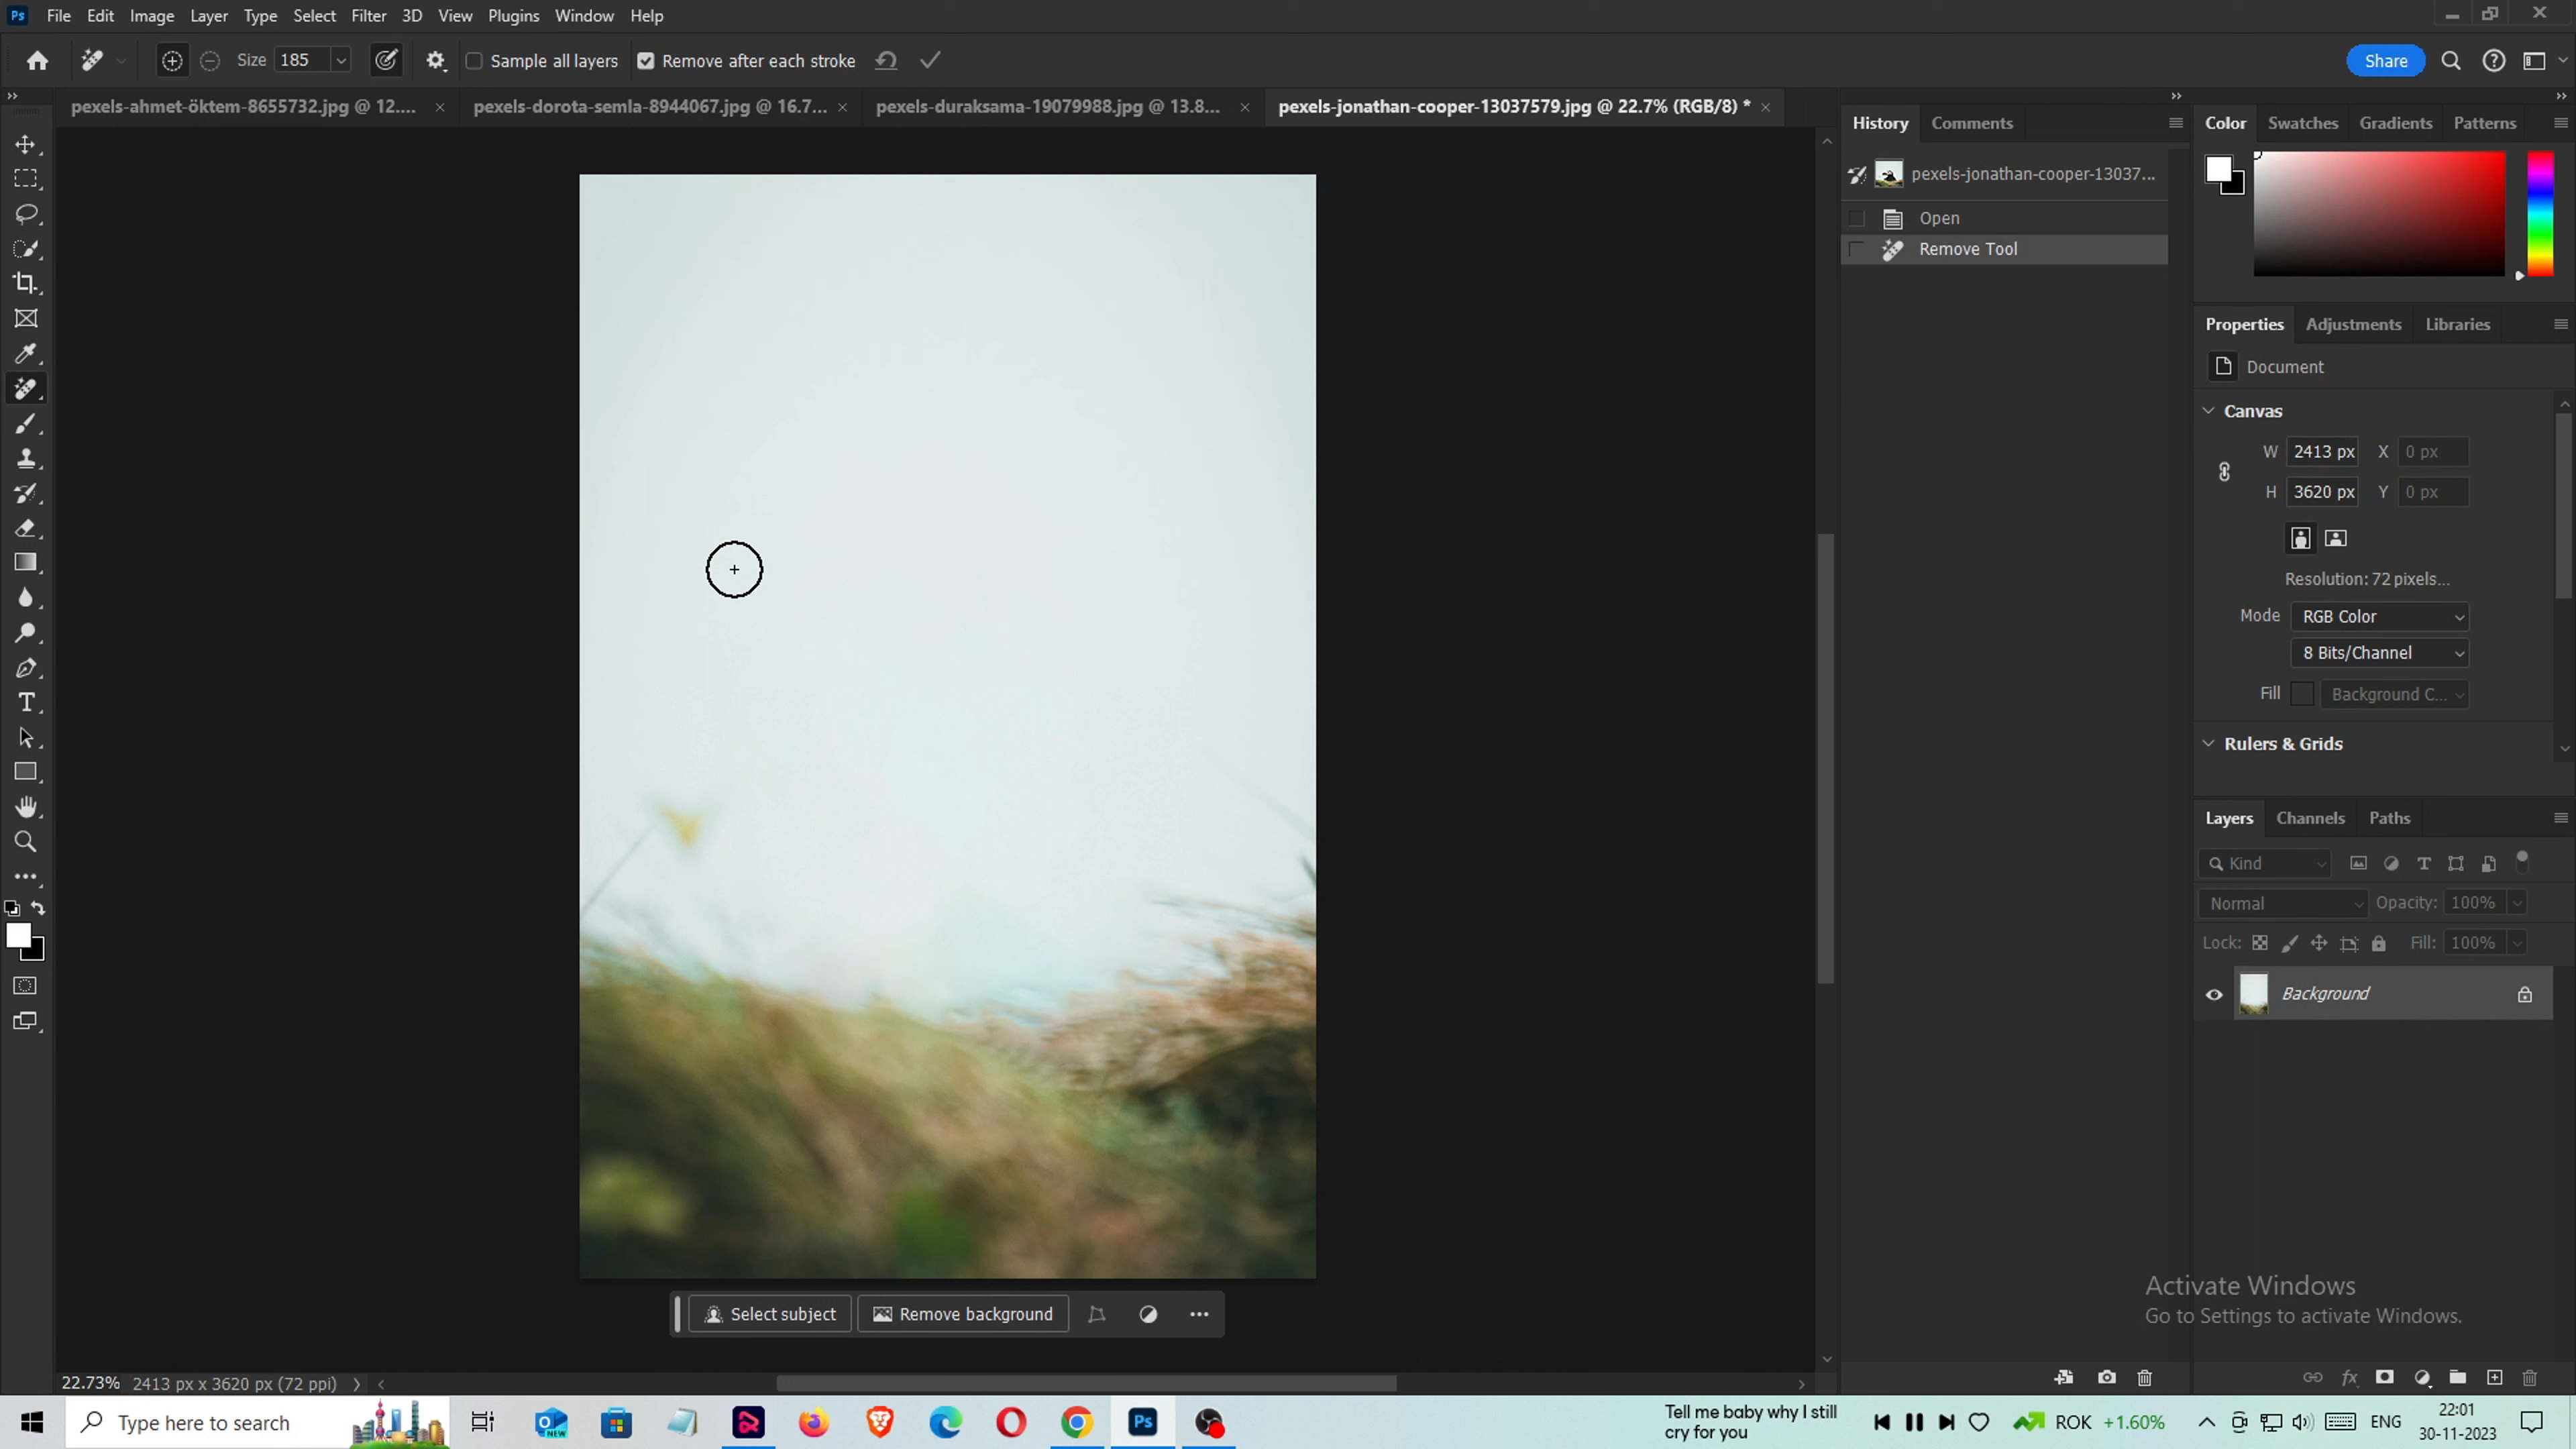 Ps File Edit Image Layer Type Select Filter 3D View Plugins Window Help
Size 185 Sample all layers Remove after each stroke Share
pexels-ahmet-öktem-8655732.jpg @ 12.... × pexels-dorota-semla-8944067.jpg @ 16.7... × pexels-duraksama-19079988.jpg @ 13.8... × pexels-jonathan-cooper-13037579.jpg @ 22.7% (RGB/8) * ×
History Comments
pexels-jonathan-cooper-13037...
Open
Remove Tool
Color Swatches Gradients Patterns
Properties Adjustments Libraries
Document
Canvas
W 2413 px X 0 px
H 3620 px Y 0 px
Resolution: 72 pixels...
Mode RGB Color
8 Bits/Channel
Fill Background C...
Rulers & Grids
Layers Channels Paths
Kind
Normal Opacity: 100%
Lock: Fill: 100%
Background
Select subject Remove background
Activate Windows
Go to Settings to activate Windows.
22.73% 2413 px x 3620 px (72 ppi)
Type here to search
NEW
Ps
Tell me baby why I still
cry for you
ROK +1.60%
ENG
22:01
30-11-2023